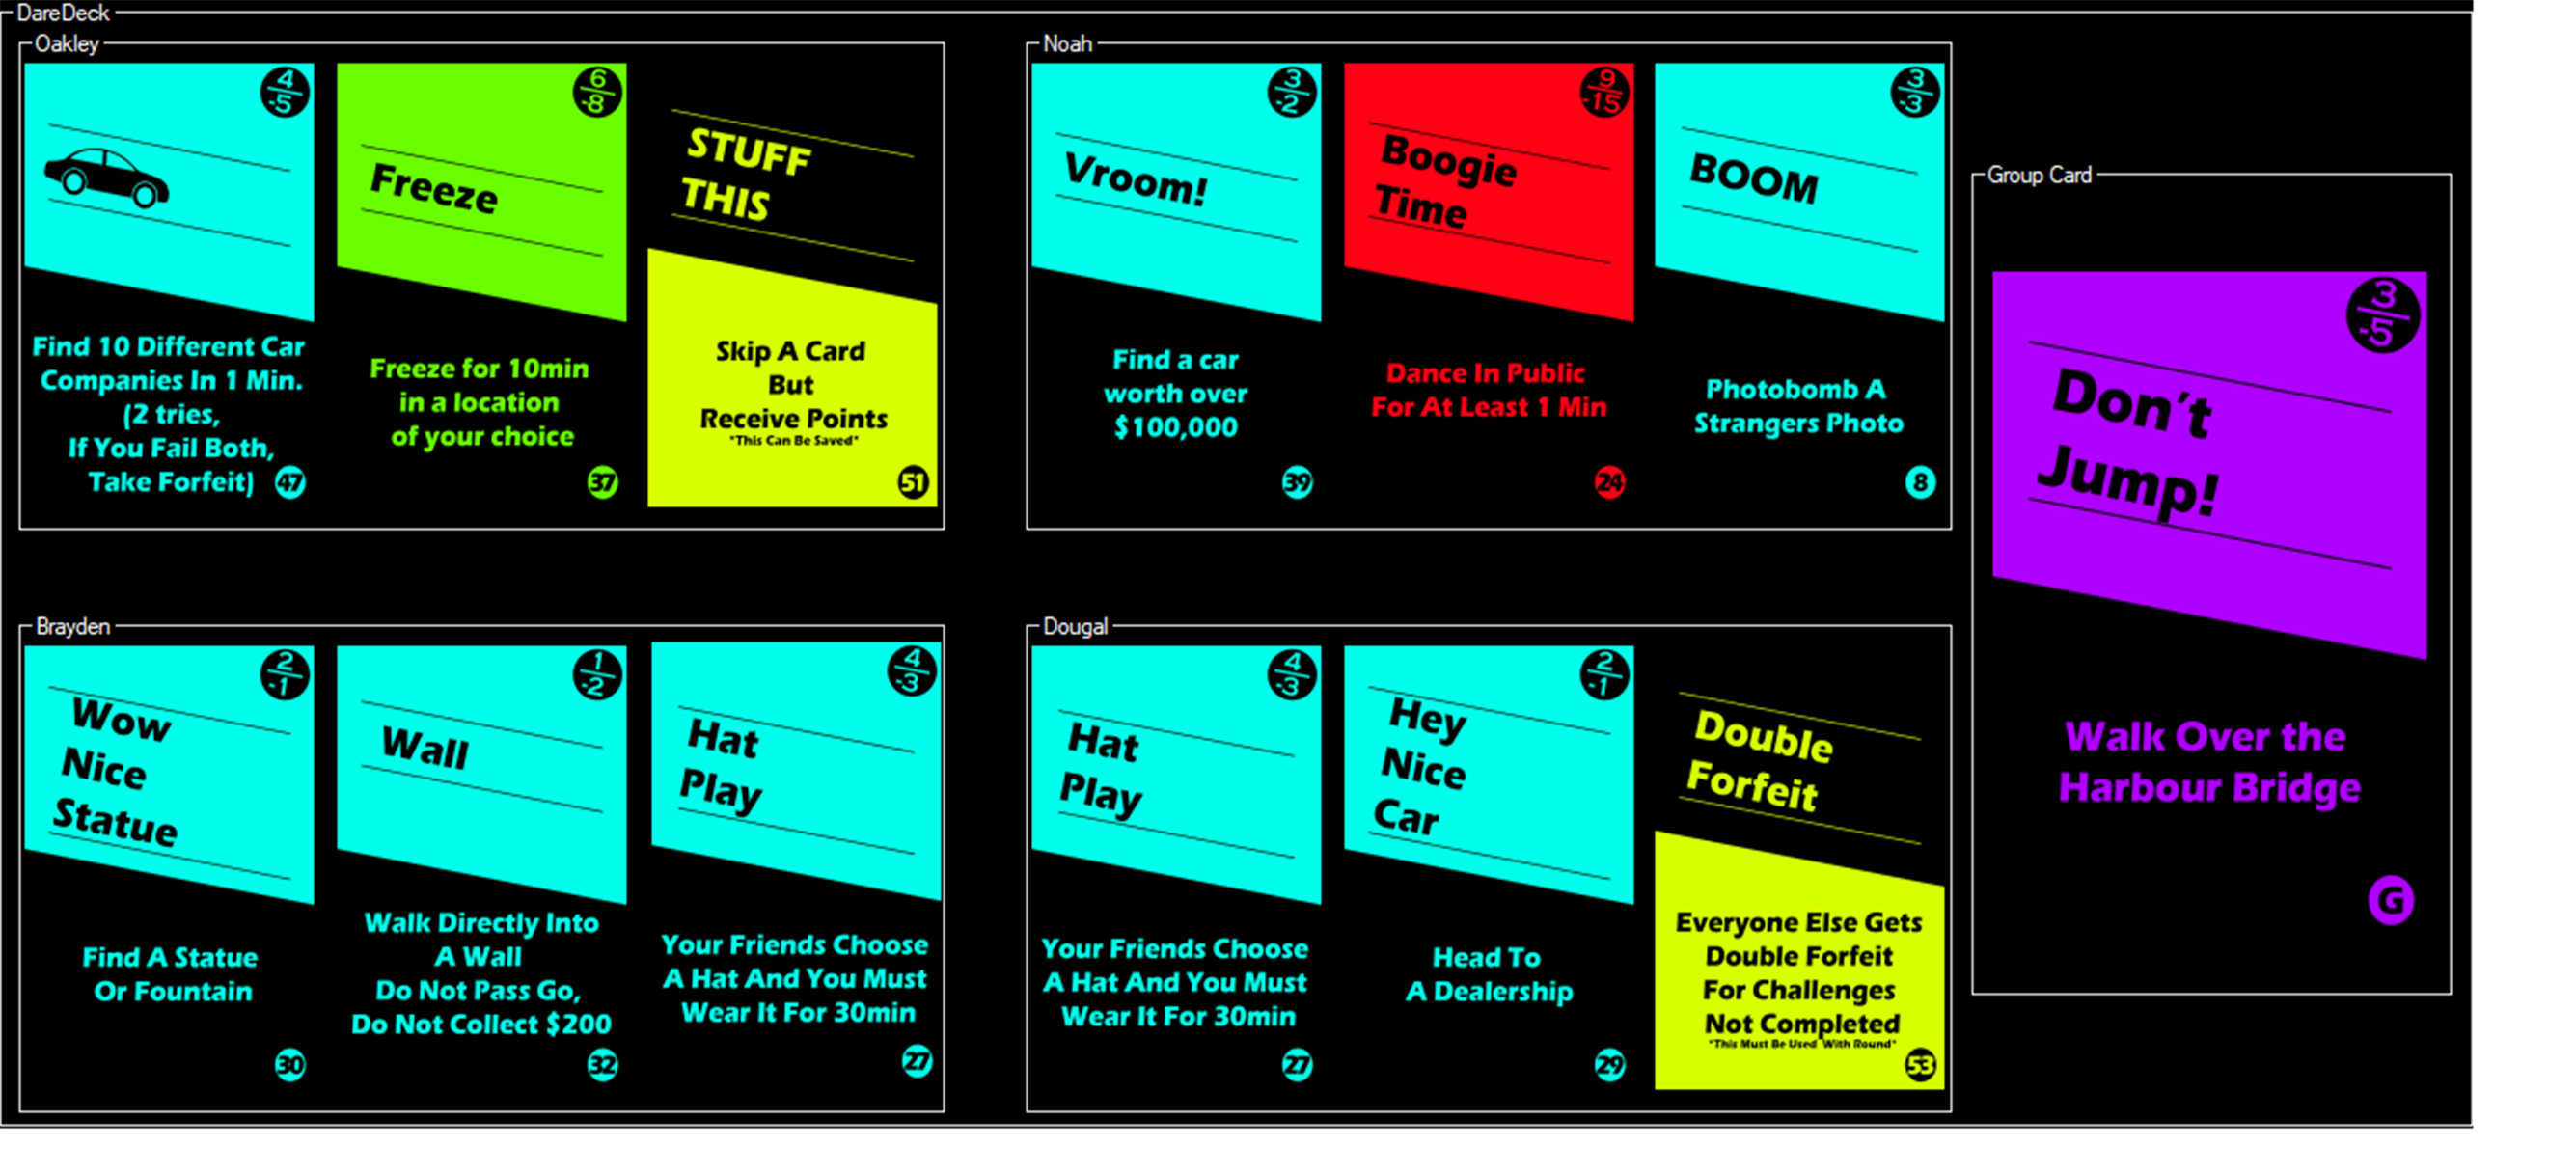 DareDeck
Oakley
4
-5
Find 10 Different Car
Companies In 1 Min.
(2 tries,
If You Fail Both,
Take Forfeit)
47
6
-8
Freeze
Freeze for 10min
in a location
of your choice
37
STUFF
THIS
Skip A Card
But
Receive Points
*This Can Be Saved*
51
Noah
3
-2
Vroom!
Find a car
worth over
$100,000
39
9
-15
Boogie
Time
Dance In Public
For At Least 1 Min
24
3
-3
BOOM
Photobomb A
Strangers Photo
8
Group Card
3
-5
Don't
Jump!
Walk Over the
Harbour Bridge
G
Brayden
2
-1
Wow
Nice
Statue
Find A Statue
Or Fountain
30
1
-2
Wall
Walk Directly Into
A Wall
Do Not Pass Go,
Do Not Collect $200
32
4
-3
Hat
Play
Your Friends Choose
A Hat And You Must
Wear It For 30min
27
Dougal
4
-3
Hat
Play
Your Friends Choose
A Hat And You Must
Wear It For 30min
27
2
-1
Hey
Nice
Car
Head To
A Dealership
29
Double
Forfeit
Everyone Else Gets
Double Forfeit
For Challenges
Not Completed
*This Must Be Used With Round*
53